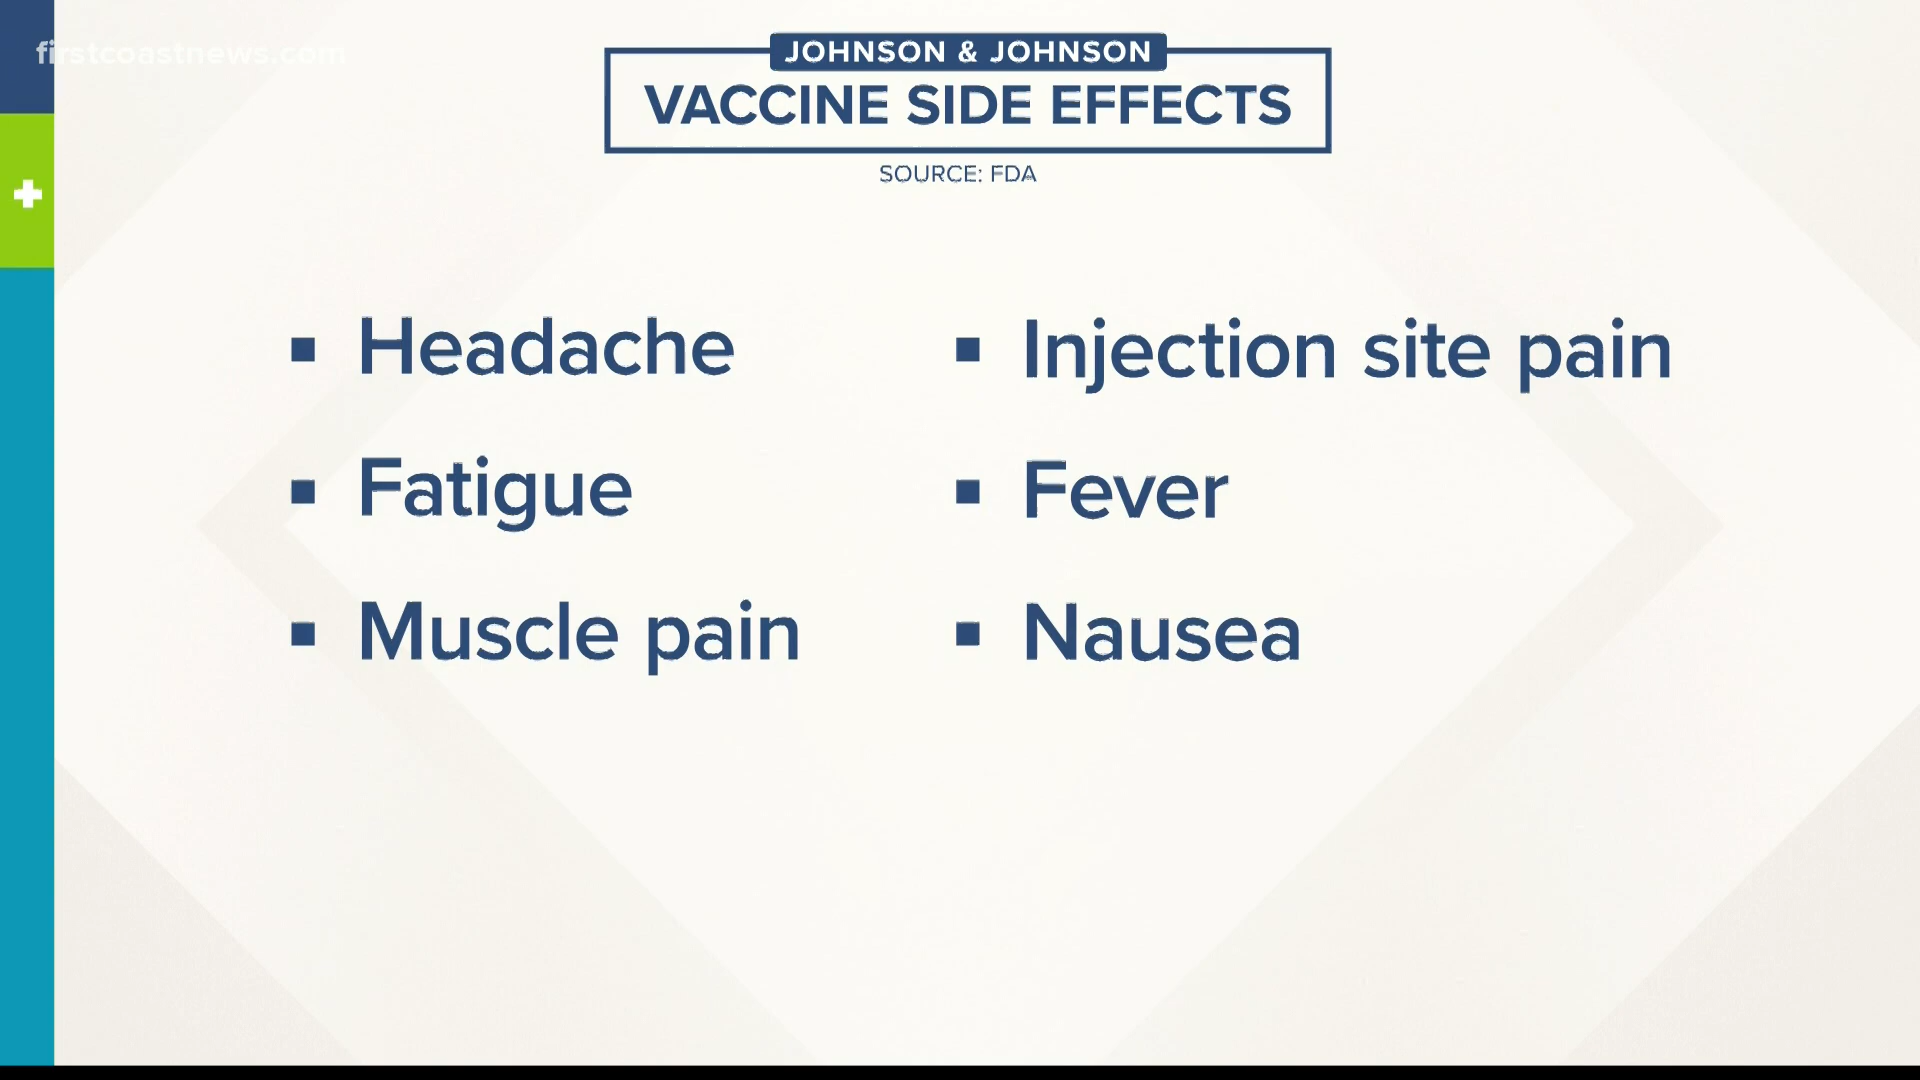 firstcoastnews.com
JOHNSON & JOHNSON
VACCINE SIDE EFFECTS
SOURCE: FDA
▪ Headache
▪ Fatigue
▪ Muscle pain
▪ Injection site pain
▪ Fever
▪ Nausea